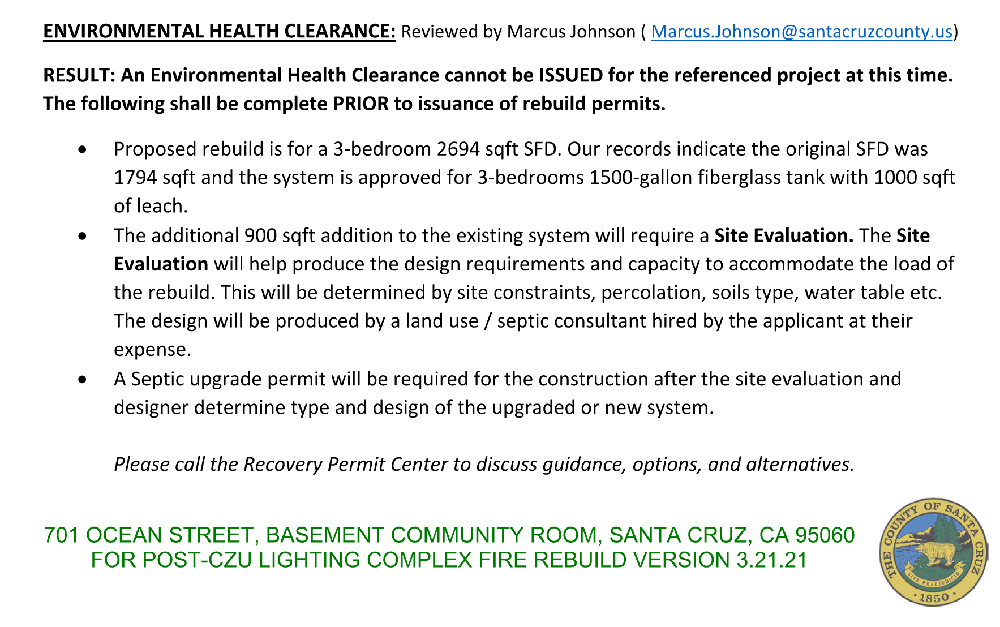 ENVIRONMENTAL HEALTH CLEARANCE: Reviewed by Marcus Johnson ( Marcus.Johnson@santacruzcounty.us)
RESULT: An Environmental Health Clearance cannot be ISSUED for the referenced project at this time.
The following shall be complete PRIOR to issuance of rebuild permits.
• Proposed rebuild is for a 3-bedroom 2694 sqft SFD. Our records indicate the original SFD was
1794 sqft and the system is approved for 3-bedrooms 1500-gallon fiberglass tank with 1000 sqft
of leach.
• The additional 900 sqft addition to the existing system will require a Site Evaluation. The Site
Evaluation will help produce the design requirements and capacity to accommodate the load of
the rebuild. This will be determined by site constraints, percolation, soils type, water table etc.
The design will be produced by a land use / septic consultant hired by the applicant at their
expense.
• A Septic upgrade permit will be required for the construction after the site evaluation and
designer determine type and design of the upgraded or new system.
Please call the Recovery Permit Center to discuss guidance, options, and alternatives.
701 OCEAN STREET, BASEMENT COMMUNITY ROOM, SANTA CRUZ, CA 95060
FOR POST-CZU LIGHTING COMPLEX FIRE REBUILD VERSION 3.21.21
THE COUNTY OF SANTA CRUZ
SINE PRAEJUDICIO
• 1850 •